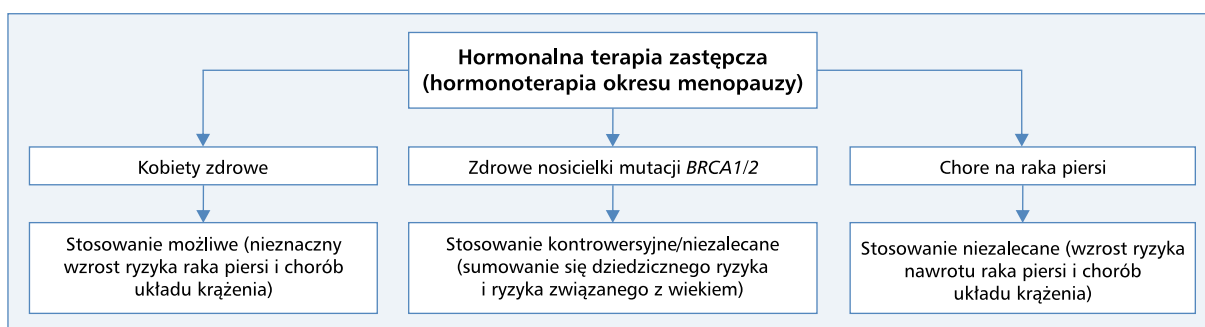 Hormonalna terapia zastępcza
(hormonoterapia okresu menopauzy)
Kobiety zdrowe
Zdrowe nosicielki mutacji BRCA1/2
Chore na raka piersi
Stosowanie możliwe (nieznaczny
wzrost ryzyka raka piersi i chorób
układu krążenia)
Stosowanie kontrowersyjne/niezalecane
(sumowanie się dziedzicznego ryzyka
i ryzyka związanego z wiekiem)
Stosowanie niezalecane (wzrost ryzyka
nawrotu raka piersi i chorób
układu krążenia)